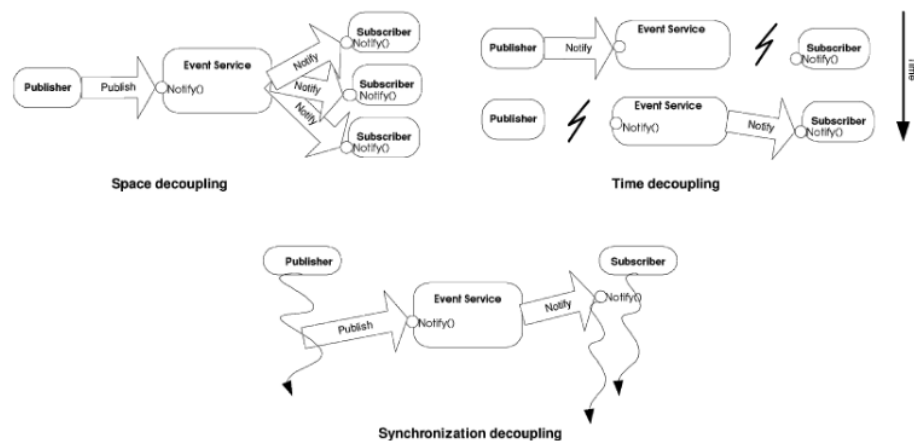 Publisher
Publish
Event Service
Notify()
Notify
Notify
Notify
Subscriber
Notify()
Subscriber
Notify()
Subscriber
Notify()
Space decoupling
Publisher
Notify
Event Service
Subscriber
Notify()
Publisher
Event Service
Notify()
Notify
Subscriber
Notify()
Time
Time decoupling
Publisher
Publish
Event Service
Notify()
Notify
Subscriber
Notify()
Synchronization decoupling